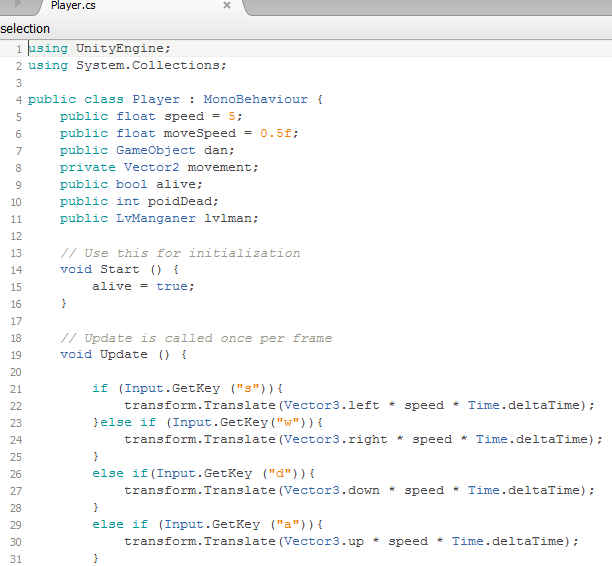 Player.cs ×
selection
1 using UnityEngine;
2 using System.Collections;
3
4 public class Player : MonoBehaviour {
5 public float speed = 5;
6 public float moveSpeed = 0.5f;
7 public GameObject dan;
8 private Vector2 movement;
9 public bool alive;
10 public int poidDead;
11 public LvManganer lvlman;
12
13 // Use this for initialization
14 void Start () {
15 alive = true;
16 }
17
18 // Update is called once per frame
19 void Update () {
20
21 if (Input.GetKey ("s")){
22 transform.Translate(Vector3.left * speed * Time.deltaTime);
23 }else if (Input.GetKey("w")){
24 transform.Translate(Vector3.right * speed * Time.deltaTime);
25 }
26 else if(Input.GetKey ("d")){
27 transform.Translate(Vector3.down * speed * Time.deltaTime);
28 }
29 else if (Input.GetKey ("a")){
30 transform.Translate(Vector3.up * speed * Time.deltaTime);
31 }